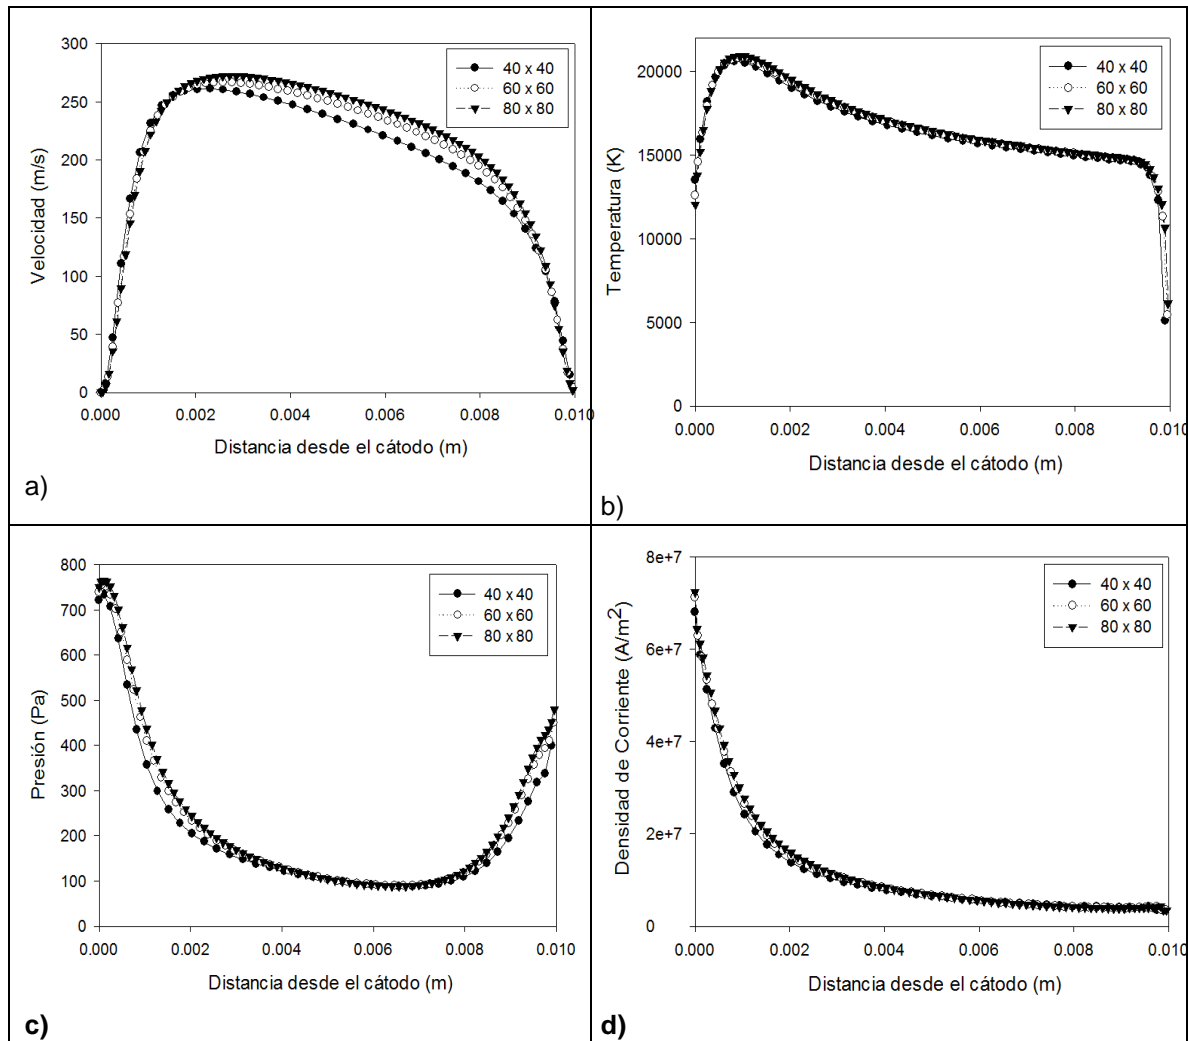 300
250
200
150
100
50
0
Velocidad (m/s)
40 x 40
60 x 60
80 x 80
0.000 0.002 0.004 0.006 0.008 0.010
Distancia desde el cátodo (m)
a)
20000
15000
10000
5000
0
Temperatura (K)
40 x 40
60 x 60
80 x 80
0.000 0.002 0.004 0.006 0.008 0.010
Distancia desde el cátodo (m)
b)
800
700
600
500
400
300
200
100
0
Presión (Pa)
40 x 40
60 x 60
80 x 80
0.000 0.002 0.004 0.006 0.008 0.010
Distancia desde el cátodo (m)
c)
8e+7
6e+7
4e+7
2e+7
0
Densidad de Corriente (A/m²)
40 x 40
60 x 60
80 x 80
0.000 0.002 0.004 0.006 0.008 0.010
Distancia desde el cátodo (m)
d)